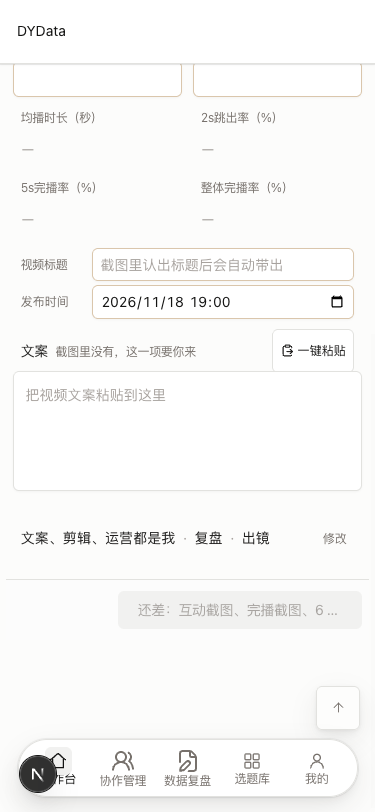 DYData
均播时长（秒） 2s跳出率（%）
— —
5s完播率（%） 整体完播率（%）
— —
视频标题 截图里认出标题后会自动带出
发布时间 2026/11/18 19:00
文案 截图里没有，这一项要你来 一键粘贴
把视频文案粘贴到这里
文案、剪辑、运营都是我 · 复盘 · 出镜 修改
还差：互动截图、完播截图、6 ...
N 作台 协作管理 数据复盘 选题库 我的